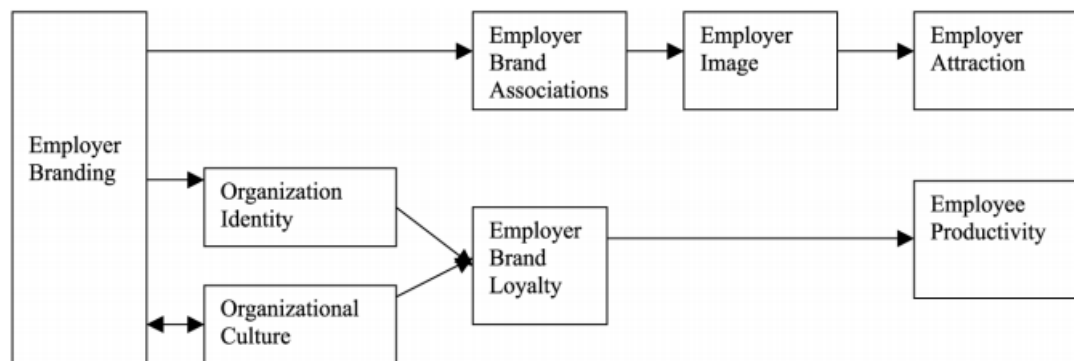 Employer
Branding
Employer
Brand
Associations
Employer
Image
Employer
Attraction
Organization
Identity
Organizational
Culture
Employer
Brand
Loyalty
Employee
Productivity